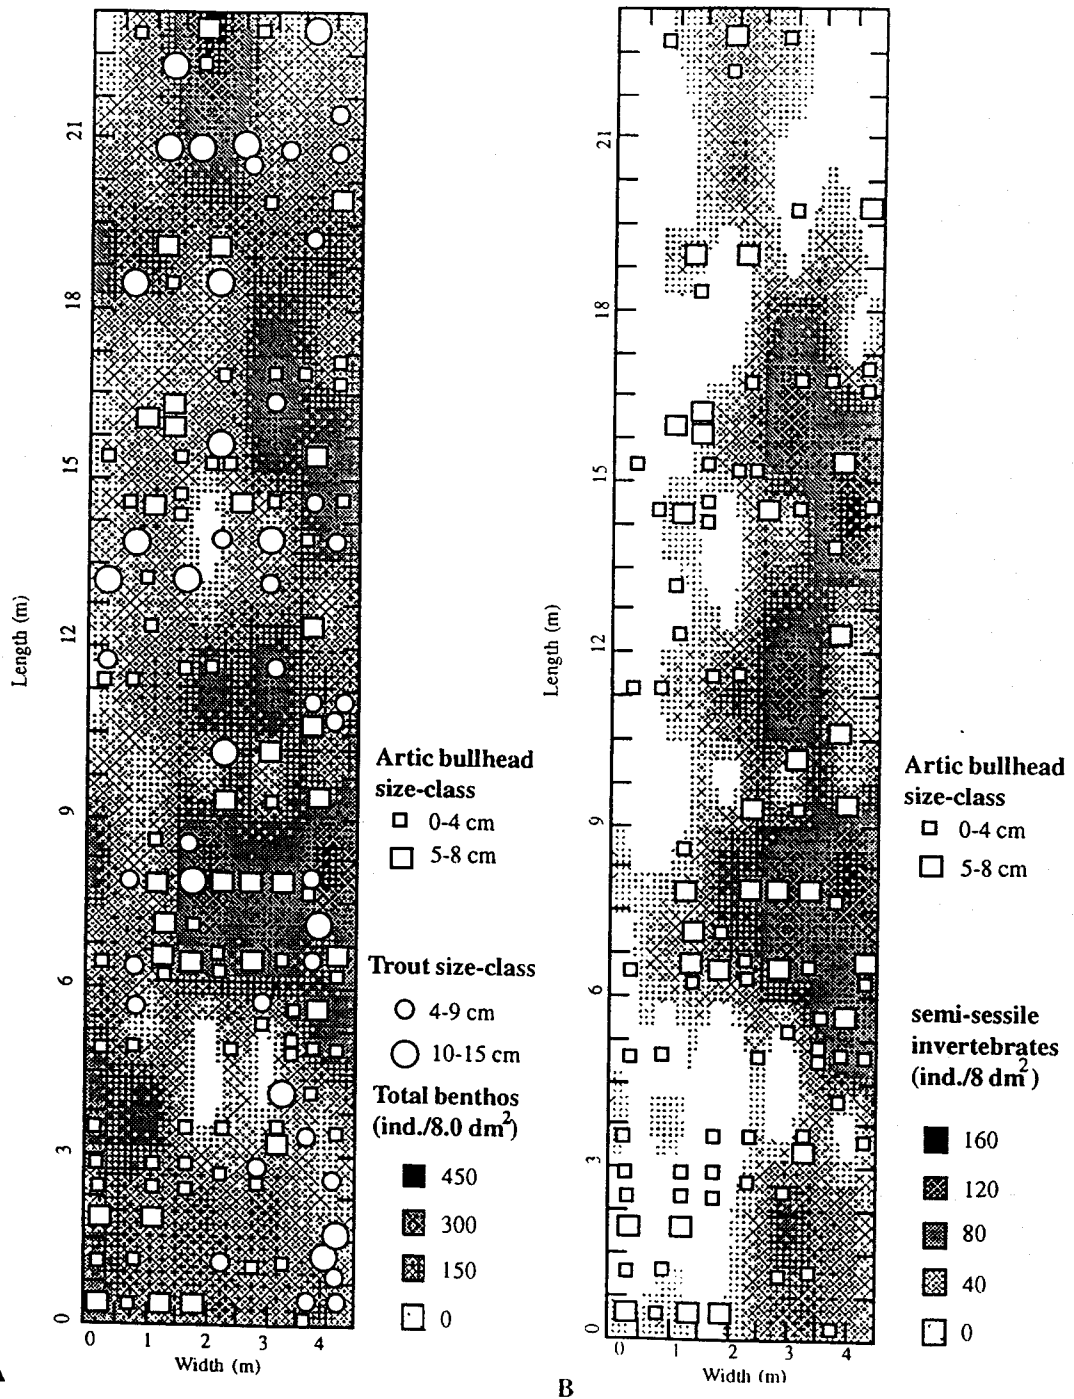 21
18
15
12
9
6
3
0
Length (m)
0 1 2 3 4
Width (m)
Artic bullhead
size-class
0-4 cm
5-8 cm
Trout size-class
4-9 cm
10-15 cm
Total benthos
(ind./8.0 dm2)
450
300
150
0
21
18
15
12
9
6
3
0
Length (m)
0 1 2 3 4
Width (m)
B
Artic bullhead
size-class
0-4 cm
5-8 cm
semi-sessile
invertebrates
(ind./8 dm2)
160
120
80
40
0